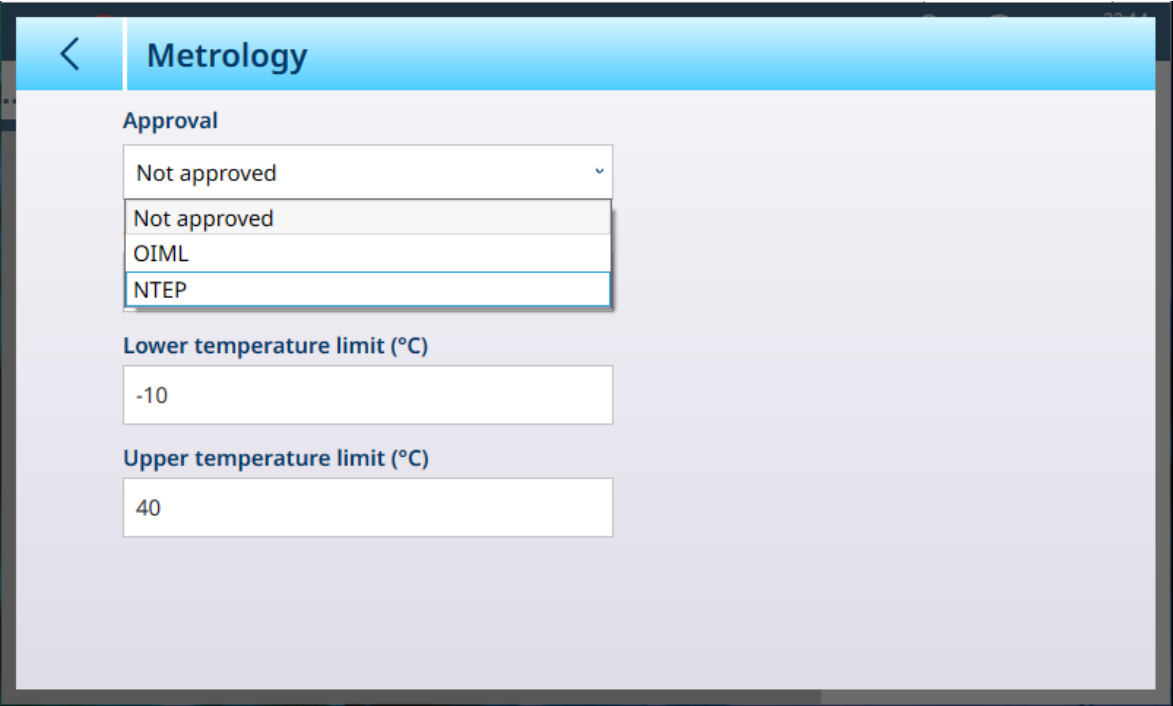 Metrology
Approval
Not approved
Not approved
OIML
NTEP
Lower temperature limit (°C)
-10
Upper temperature limit (°C)
40